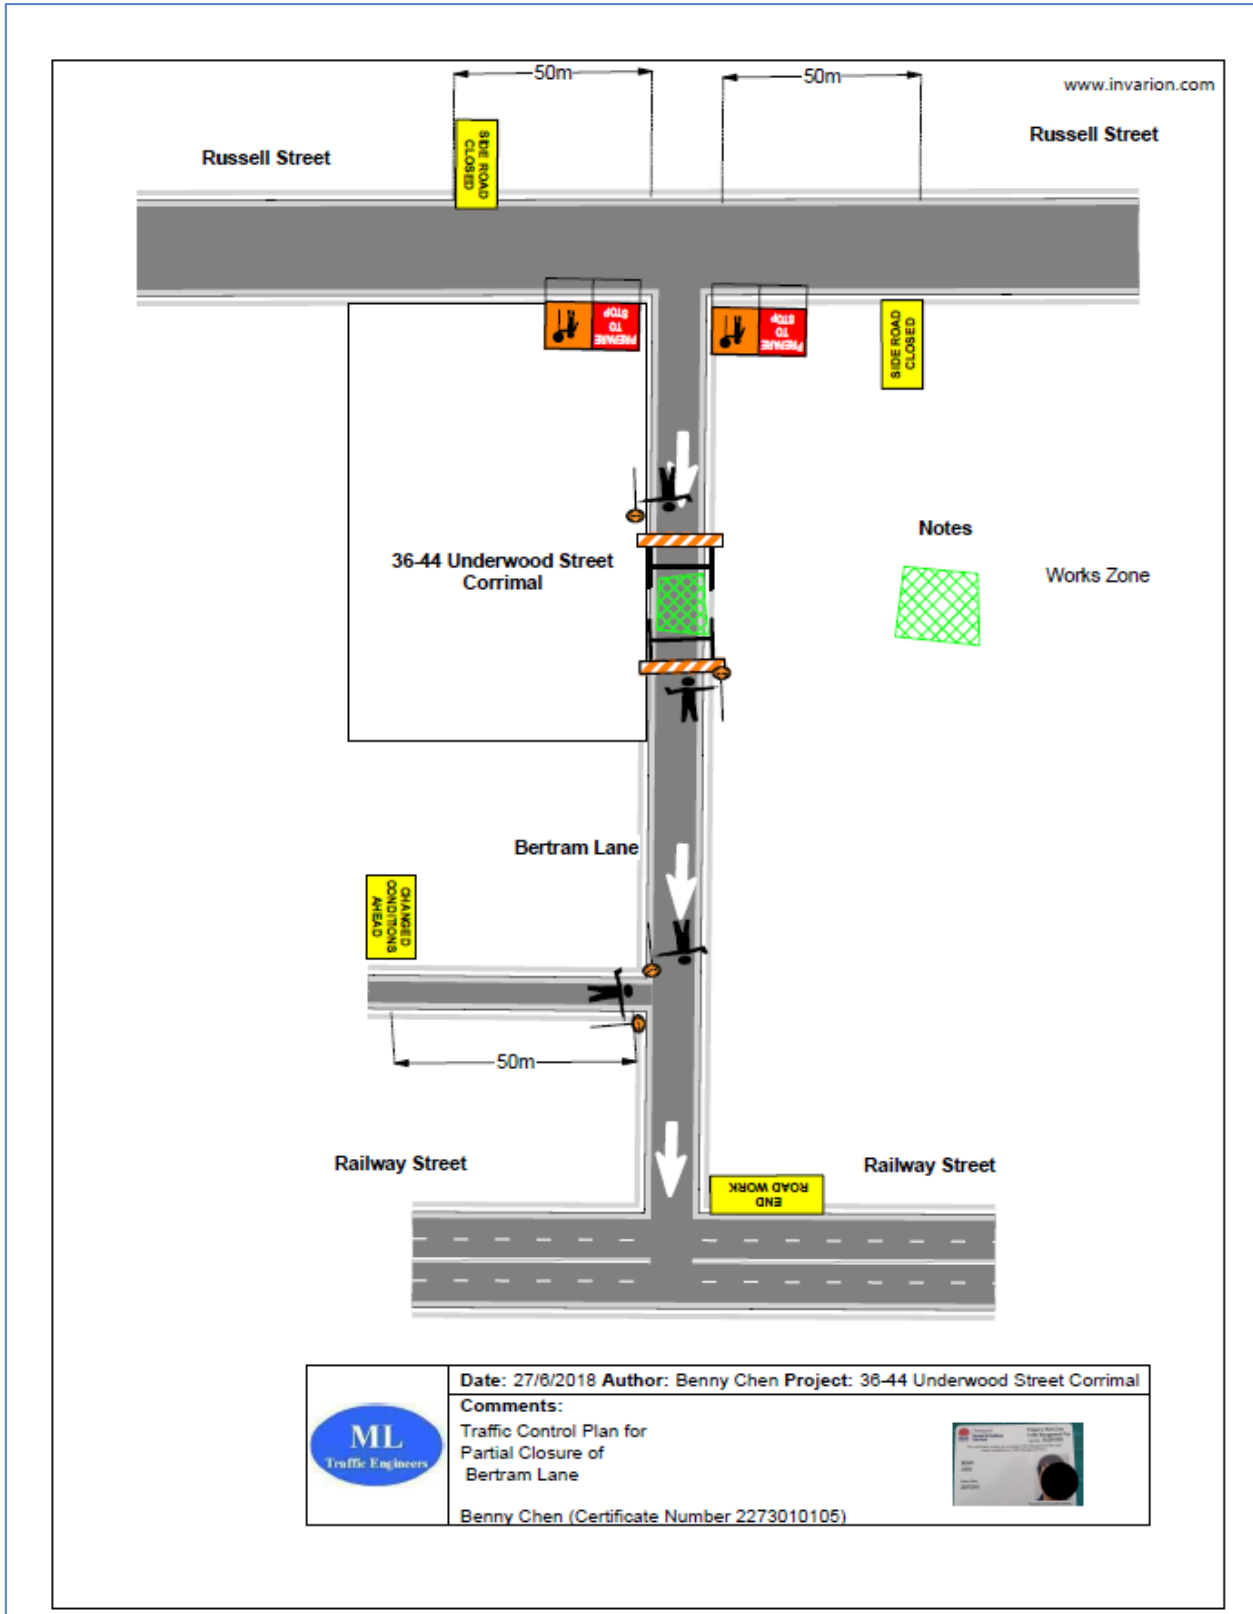 50m
50m
www.invarion.com
Russell Street
Russell Street
SIDE ROAD
CLOSED
PREPARE
TO
STOP
PREPARE
TO
STOP
SIDE ROAD
CLOSED
36-44 Underwood Street
Corrimal
Notes
Works Zone
Bertram Lane
CHANGED
CONDITIONS
AHEAD
50m
Railway Street
Railway Street
END
ROAD WORK
ML
Traffic Engineers
Date: 27/6/2018 Author: Benny Chen Project: 36-44 Underwood Street Corrimal
Comments:
Traffic Control Plan for
Partial Closure of
Bertram Lane
Benny Chen (Certificate Number 2273010105)